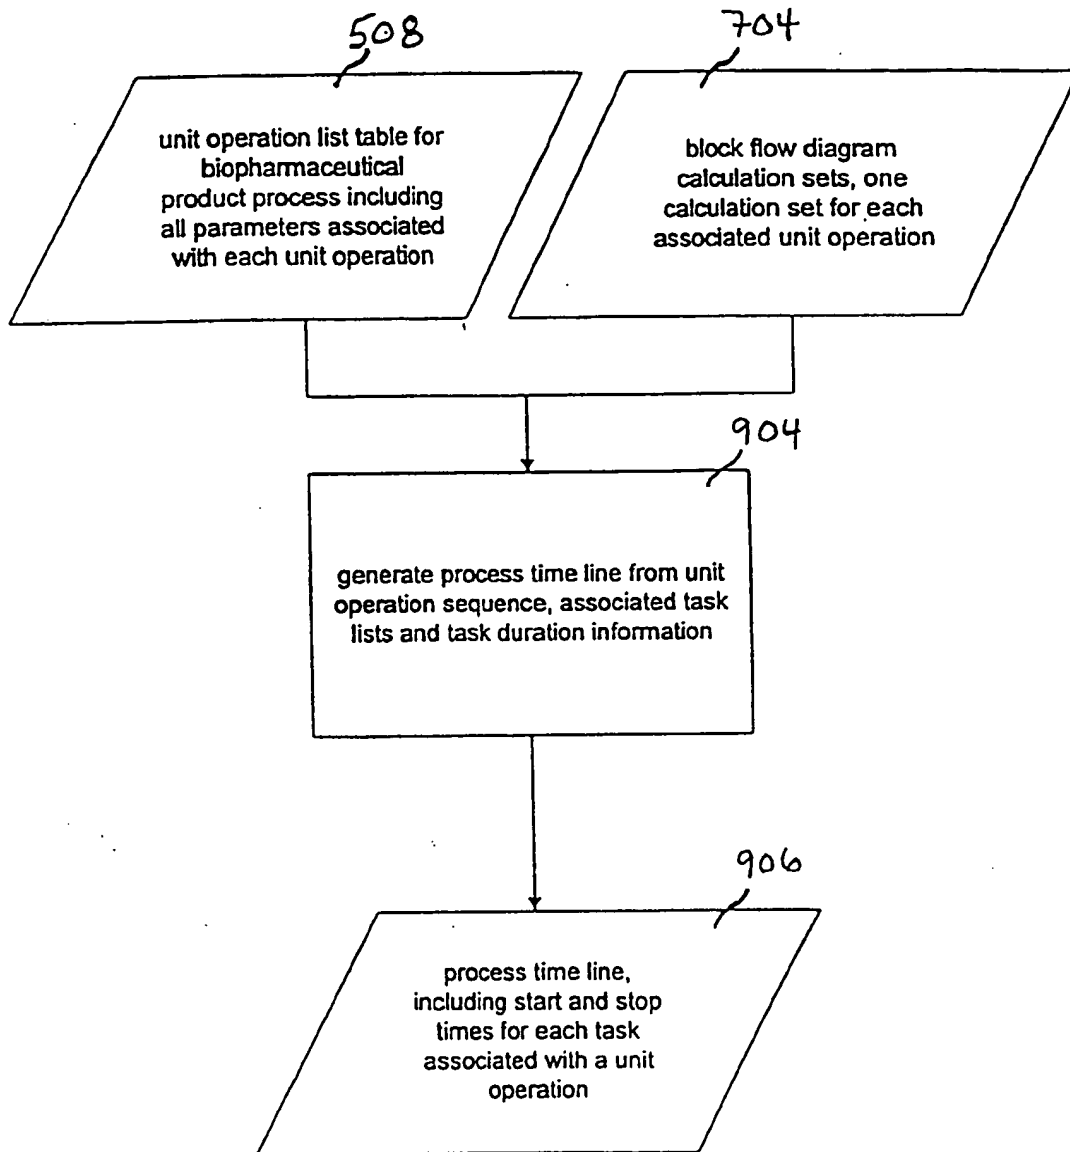 508
704
unit operation list table for
biopharmaceutical
product process including
all parameters associated
with each unit operation
block flow diagram
calculation sets, one
calculation set for each
associated unit operation
904
generate process time line from unit
operation sequence, associated task
lists and task duration information
906
process time line,
including start and stop
times for each task
associated with a unit
operation